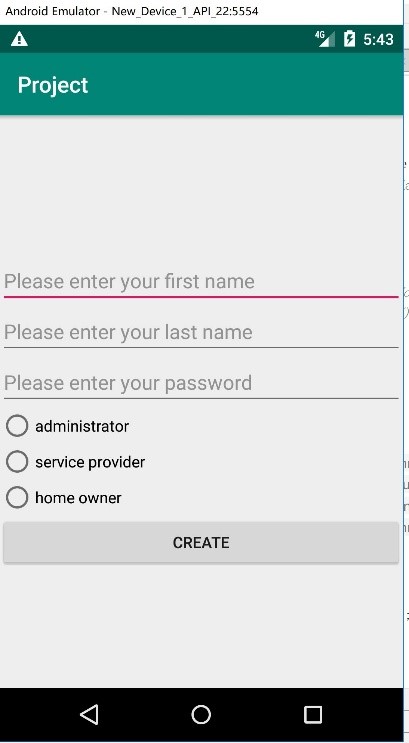 Android Emulator - New_Device_1_API_22:5554
4G 5:43
Project
Please enter your first name
Please enter your last name
Please enter your password
administrator
service provider
home owner
CREATE